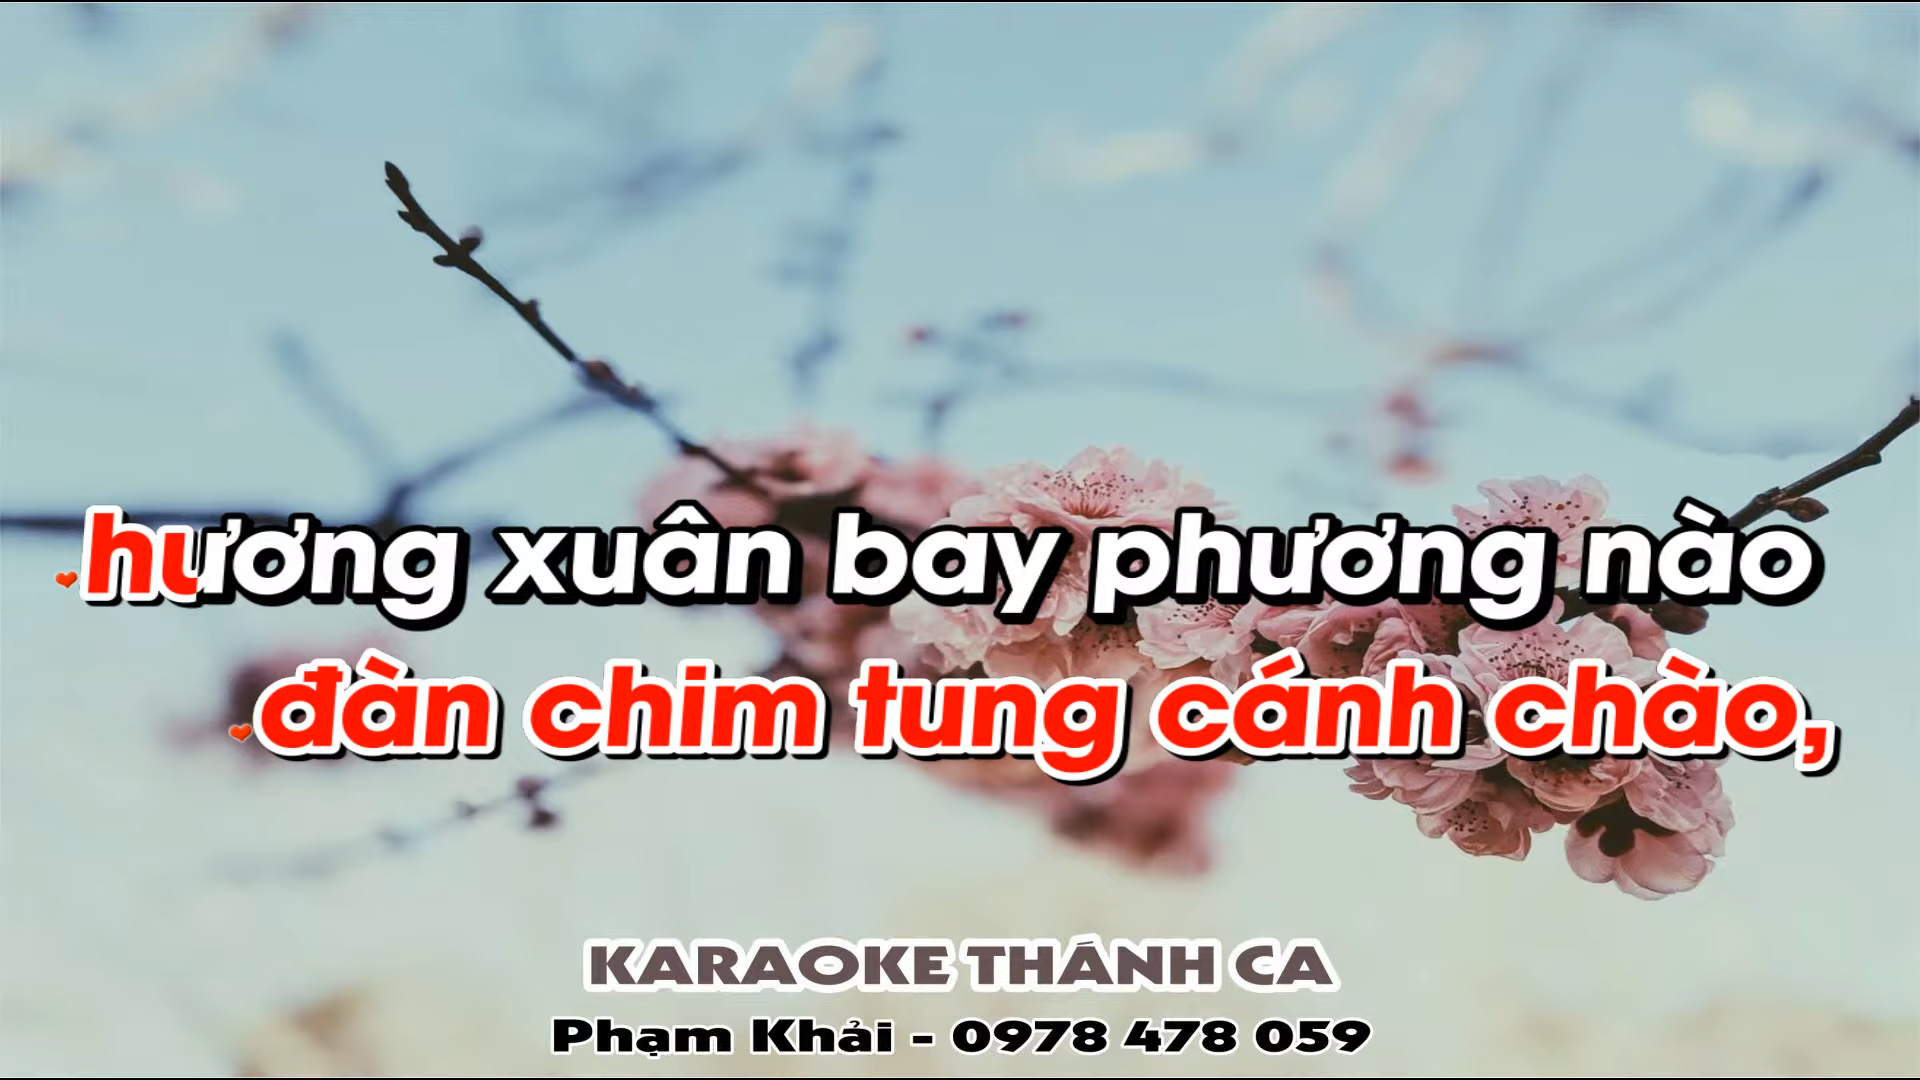 hương xuân bay phương nào
đàn chim tung cánh chào,
KARAOKE THÁNH CA
Phạm Khải - 0978 478 059